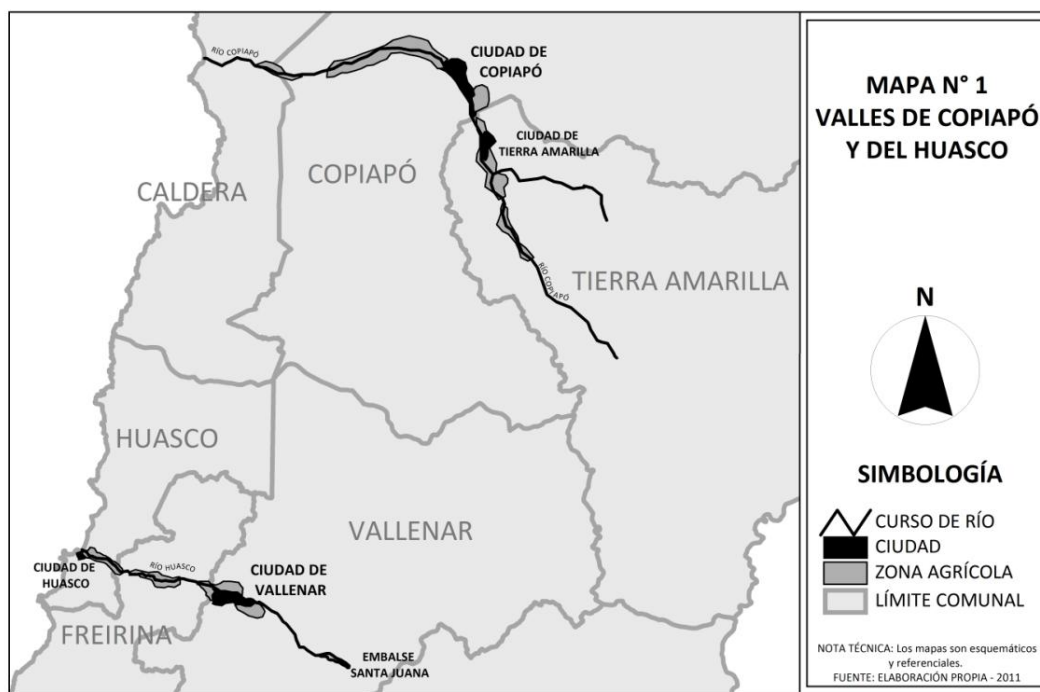 RÍO COPIAPÓ
CIUDAD DE
COPIAPÓ
CIUDAD DE
TIERRA AMARILLA
CALDERA
COPIAPÓ
TIERRA AMARILLA
RÍO COPIAPÓ
HUASCO
VALLENAR
CIUDAD DE
HUASCO
RÍO HUASCO
CIUDAD DE
VALLENAR
FREIRINA
EMBALSE
SANTA JUANA
MAPA N° 1
VALLES DE COPIAPÓ
Y DEL HUASCO
N
SIMBOLOGÍA
CURSO DE RÍO
CIUDAD
ZONA AGRÍCOLA
LÍMITE COMUNAL
NOTA TÉCNICA: Los mapas son esquemáticos
y referenciales.
FUENTE: ELABORACIÓN PROPIA - 2011